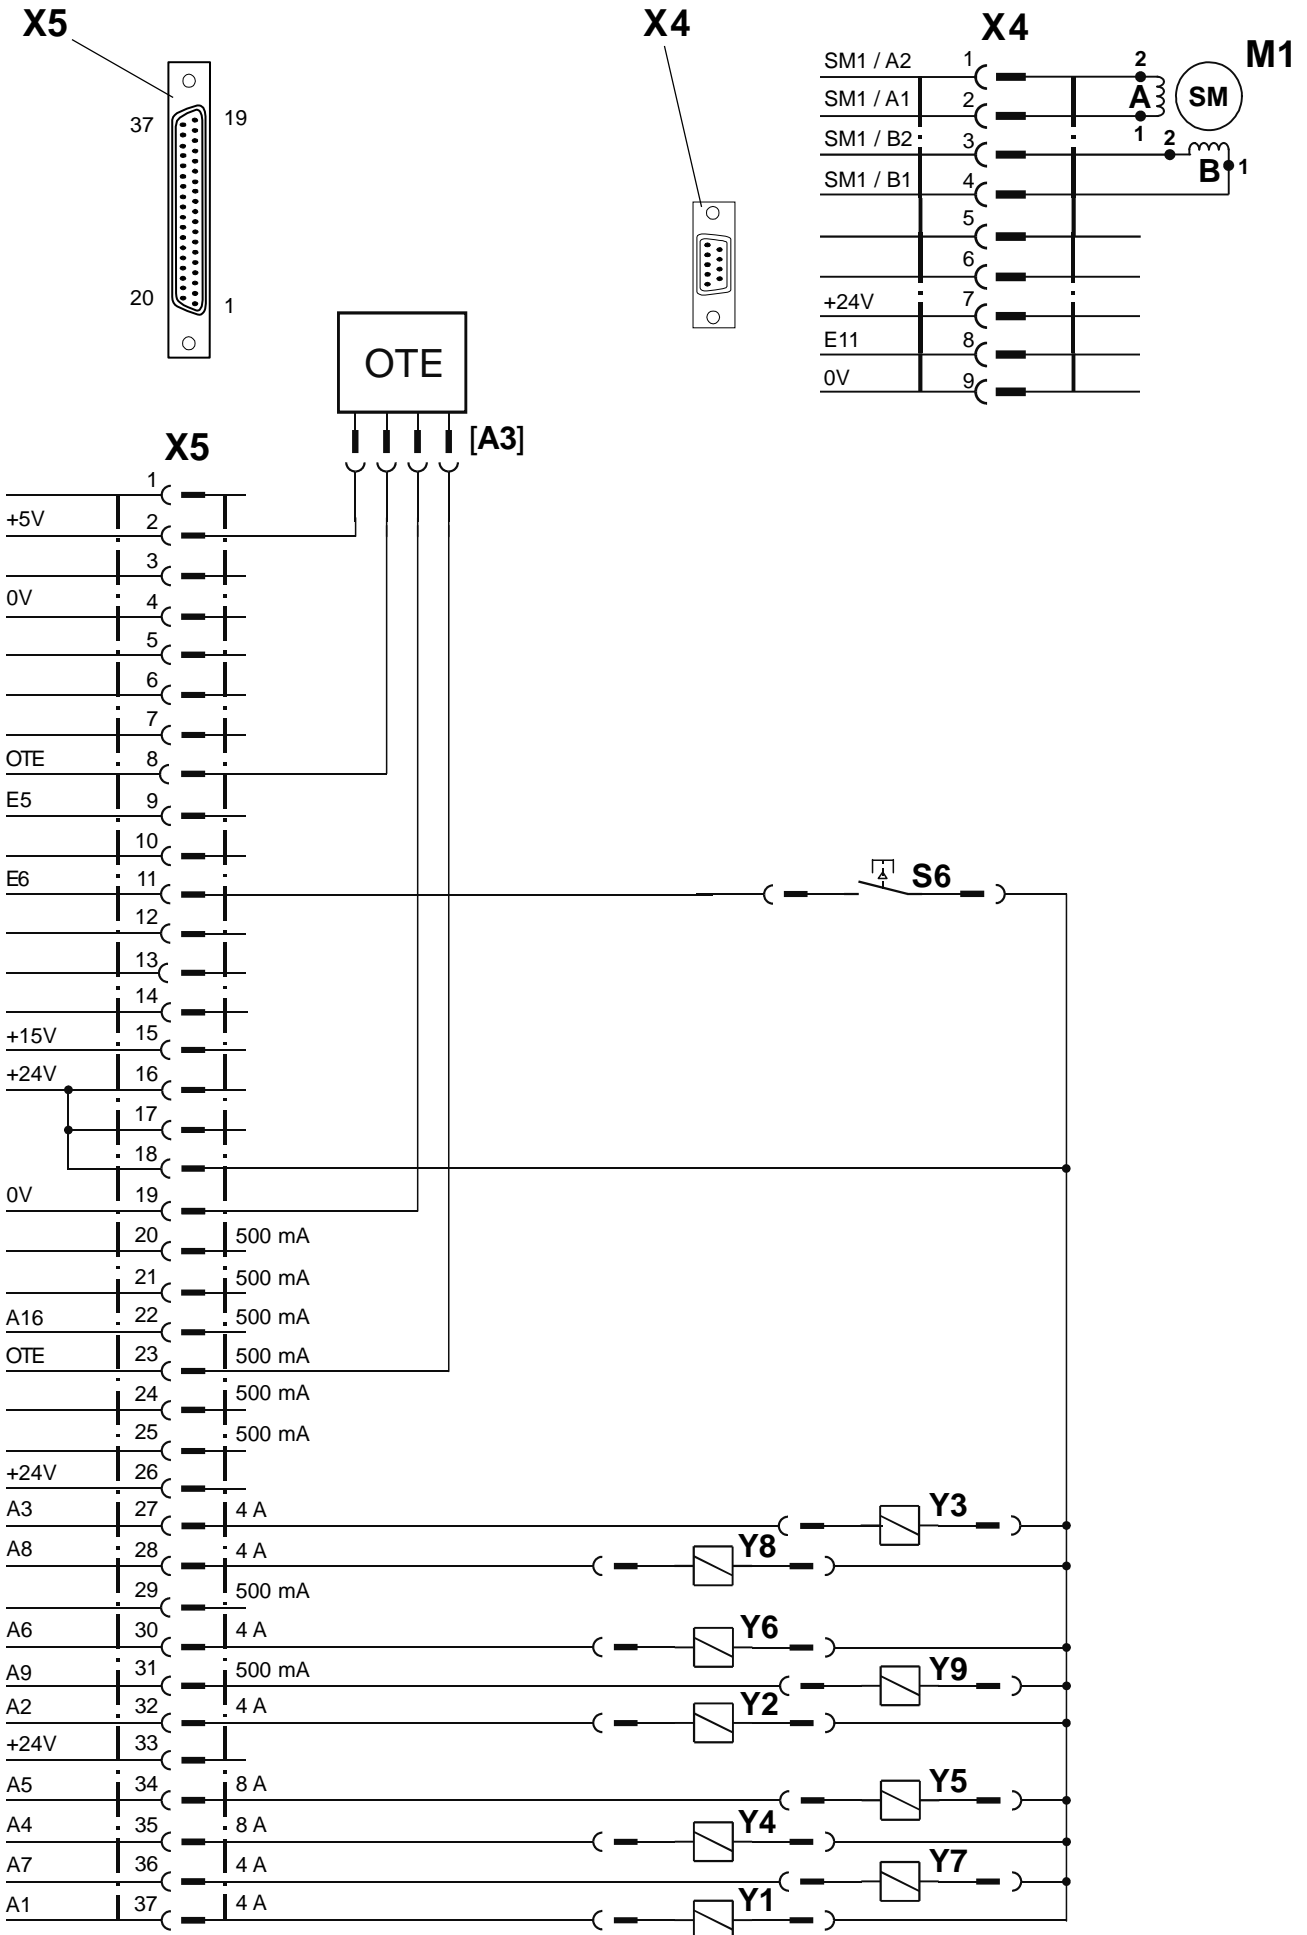 X5
X4
X4
M1
37
19
20
1
SM1 / A2 1 2
SM1 / A1 2 A SM
SM1 / B2 3 1 2
SM1 / B1 4 B 1
5
6
+24V 7
E11 8
0V 9
OTE
[A3]
X5
1
+5V 2
3
0V 4
5
6
7
OTE 8
E5 9
10
E6 11 S6
12
13
14
+15V 15
+24V 16
17
18
0V 19
20 500 mA
21 500 mA
A16 22 500 mA
OTE 23 500 mA
24 500 mA
25 500 mA
+24V 26
A3 27 4 A Y3
A8 28 4 A Y8
29 500 mA
A6 30 4 A Y6
A9 31 500 mA Y9
A2 32 4 A Y2
+24V 33
A5 34 8 A Y5
A4 35 8 A Y4
A7 36 4 A Y7
A1 37 4 A Y1